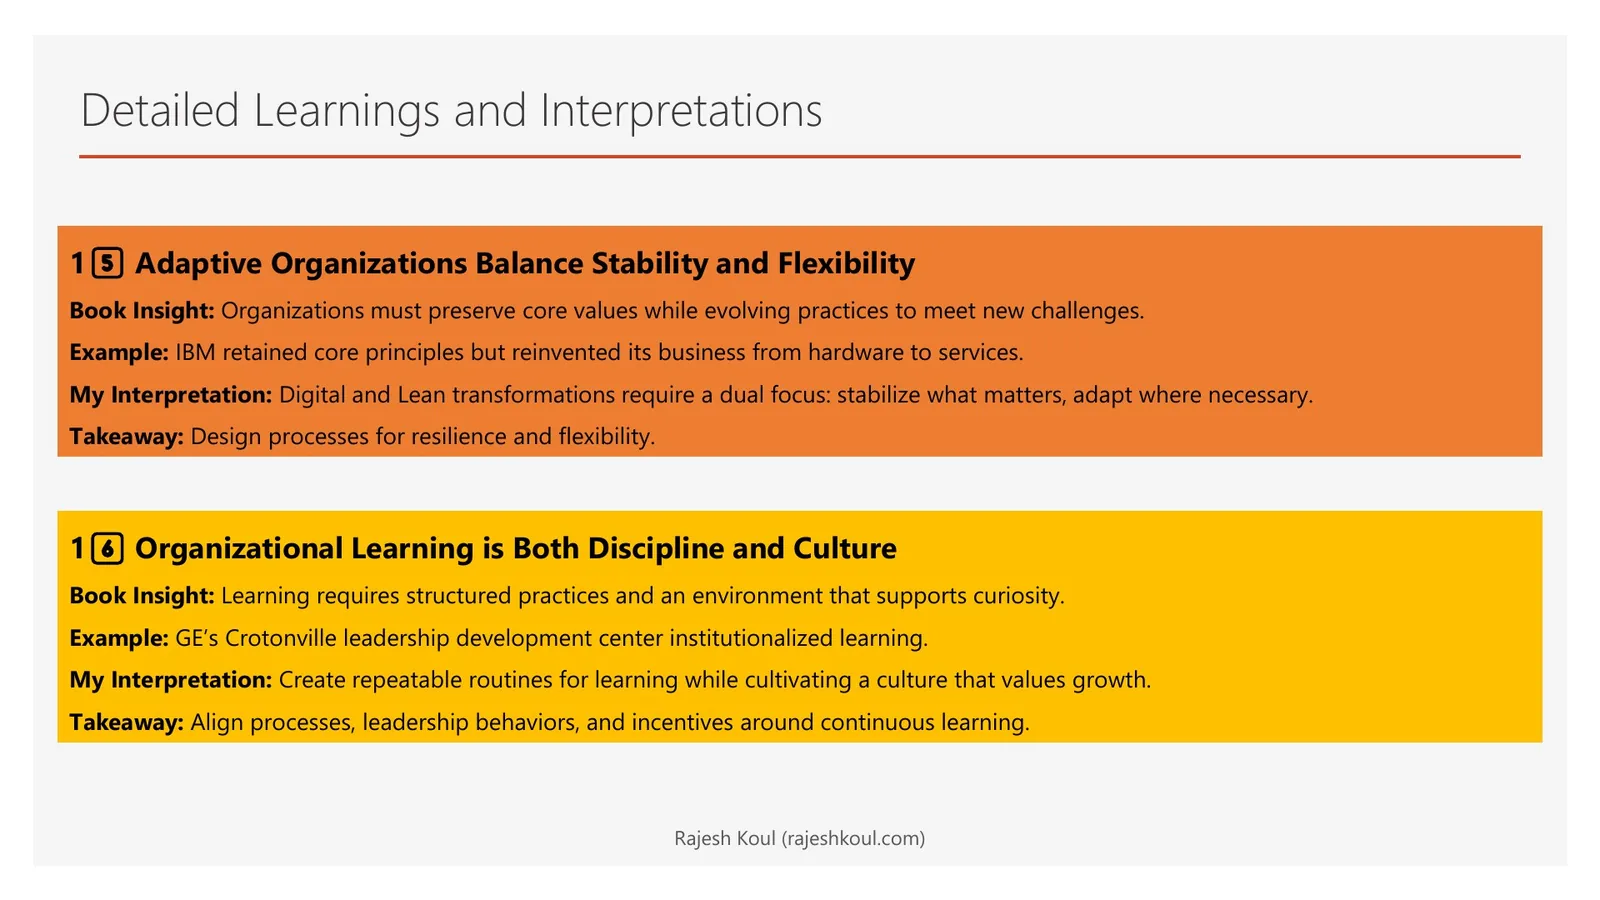 Detailed Learnings and Interpretations
15️⃣ Adaptive Organizations Balance Stability and Flexibility
Book Insight: Organizations must preserve core values while evolving practices to meet new challenges.
Example: IBM retained core principles but reinvented its business from hardware to services.
My Interpretation: Digital and Lean transformations require a dual focus: stabilize what matters, adapt where necessary.
Takeaway: Design processes for resilience and flexibility.
16️⃣ Organizational Learning is Both Discipline and Culture
Book Insight: Learning requires structured practices and an environment that supports curiosity.
Example: GE’s Crotonville leadership development center institutionalized learning.
My Interpretation: Create repeatable routines for learning while cultivating a culture that values growth.
Takeaway: Align processes, leadership behaviors, and incentives around continuous learning.
Rajesh Koul (rajeshkoul.com)